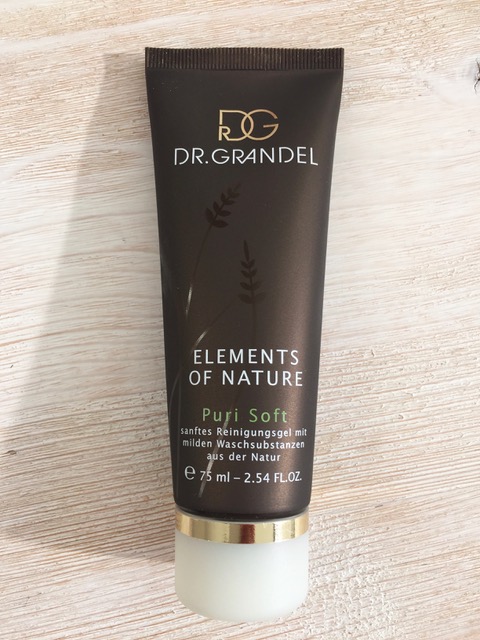 DRG
DR.GRANDEL
ELEMENTS
OF NATURE
Puri Soft
sanftes Reinigungsgel mit
milden Waschsubstanzen
aus der Natur
℮ 75 ml – 2.54 FL.OZ.